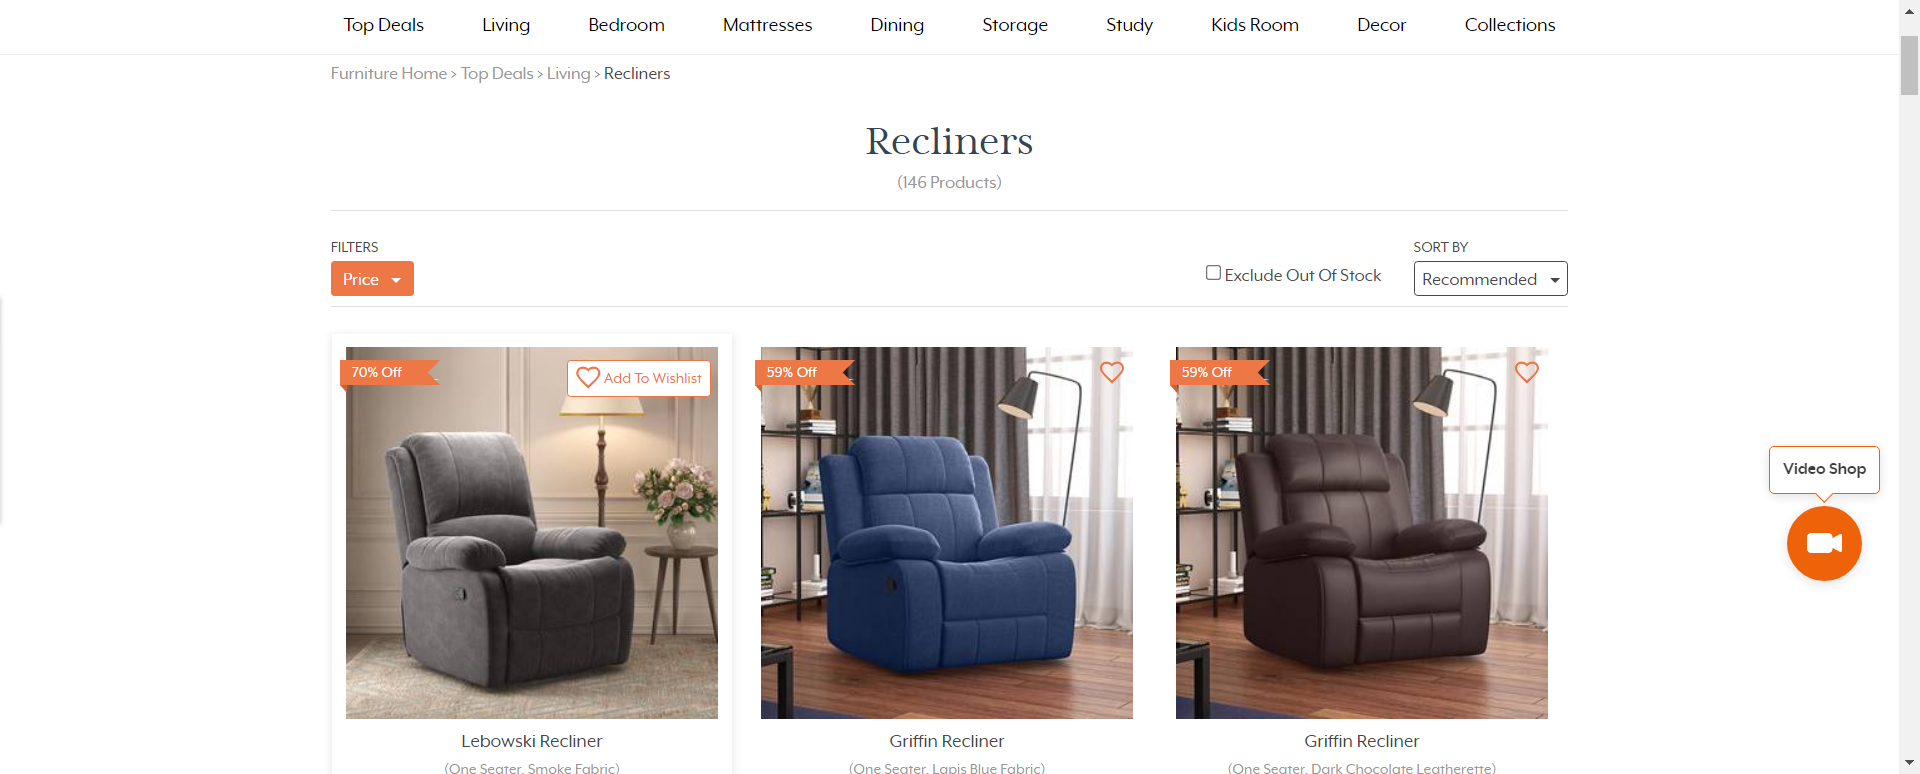 Top Deals Living Bedroom Mattresses Dining Storage Study Kids Room Decor Collections
Furniture Home > Top Deals > Living > Recliners
Recliners
(146 Products)
FILTERS
SORT BY
Price
Exclude Out Of Stock
Recommended
70% Off
Add To Wishlist
59% Off
59% Off
Video Shop
Lebowski Recliner
Griffin Recliner
Griffin Recliner
(One Seater, Smoke Fabric)
(One Seater, Lapis Blue Fabric)
(One Seater, Dark Chocolate Leatherette)